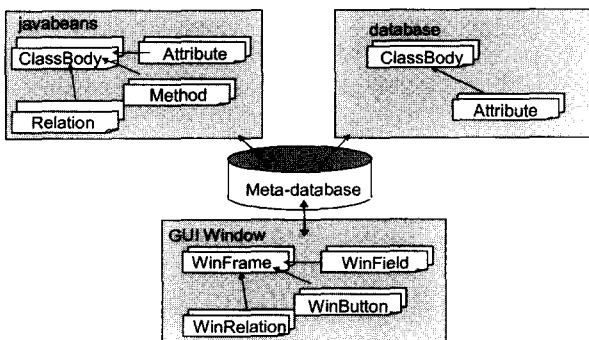 javabeans
ClassBody
Attribute
Method
Relation
database
ClassBody
Attribute
Meta-database
GUI Window
WinFrame
WinField
WinButton
WinRelation